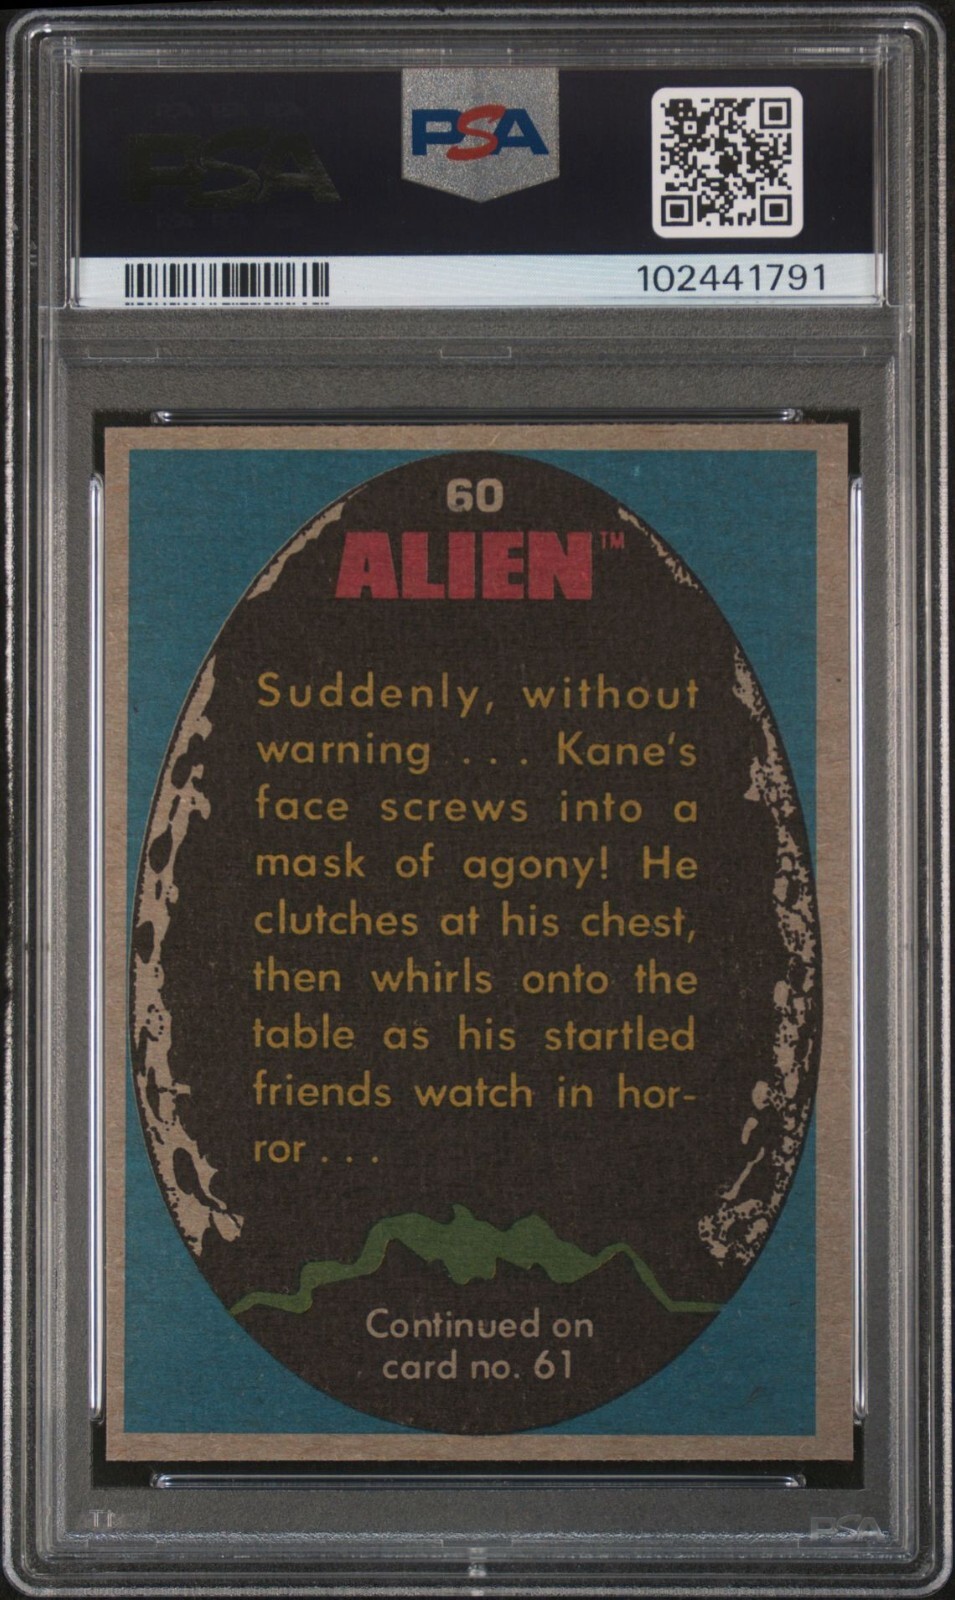 PSA
PSA
102441791
60
ALIEN™
Suddenly, without
warning . . . Kane's
face screws into a
mask of agony! He
clutches at his chest,
then whirls onto the
table as his startled
friends watch in hor-
ror . . .
Continued on
card no. 61
PSA